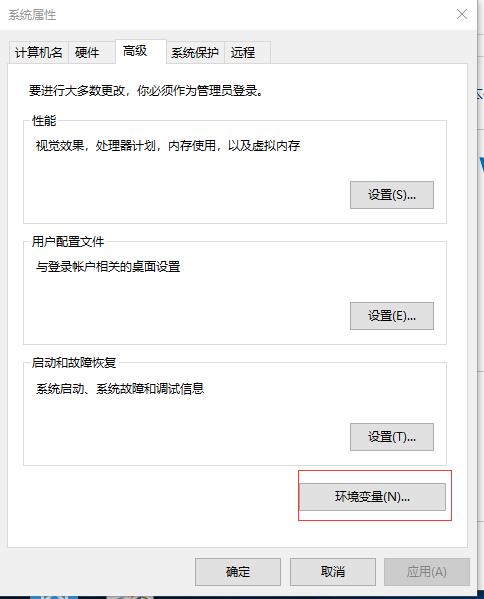 系统属性
计算机名 硬件 高级 系统保护 远程
要进行大多数更改，你必须作为管理员登录。
性能
视觉效果，处理器计划，内存使用，以及虚拟内存
设置(S)...
用户配置文件
与登录帐户相关的桌面设置
设置(E)...
启动和故障恢复
系统启动、系统故障和调试信息
设置(T)...
环境变量(N)...
确定 取消 应用(A)